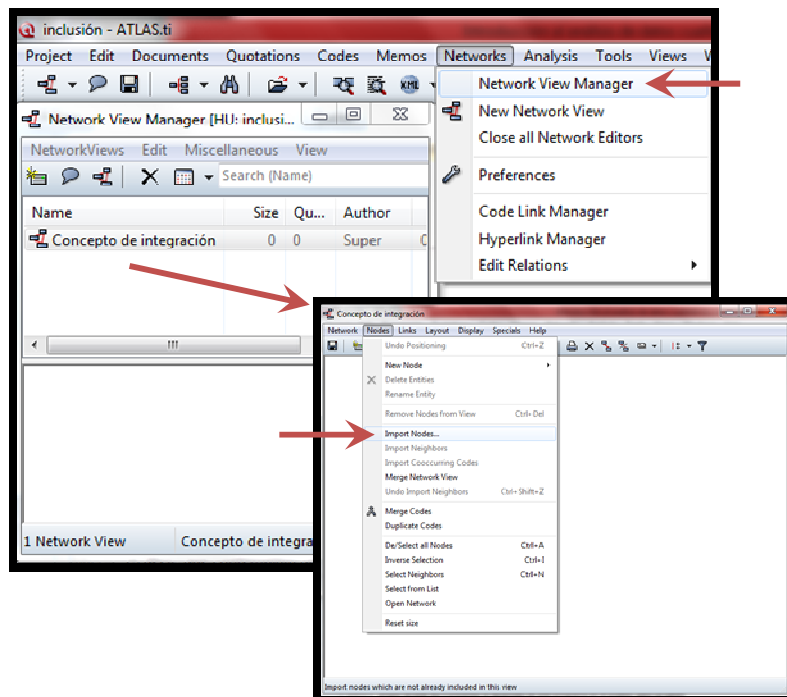 inclusión - ATLAS.ti
Project Edit Documents Quotations Codes Memos Networks Analysis Tools Views
XML
Network View Manager
New Network View
Close all Network Editors
Preferences
Code Link Manager
Hyperlink Manager
Edit Relations
Network View Manager [HU: inclusi...
NetworkViews Edit Miscellaneous View
Search (Name)
Name Size Qu... Author
Concepto de integración 0 0 Super
1 Network View Concepto de integra
Concepto de integración
Network Nodes Links Layout Display Specials Help
Undo Positioning Ctrl+Z
New Node
Delete Entities
Rename Entity
Remove Nodes from View Ctrl+Del
Import Nodes...
Import Neighbors
Import Cooccurring Codes
Merge Network View
Undo Import Neighbors Ctrl+Shift+Z
Merge Codes
Duplicate Codes
De/Select all Nodes Ctrl+A
Inverse Selection Ctrl+I
Select Neighbors Ctrl+N
Select from List
Open Network
Reset size
Import nodes which are not already included in this view